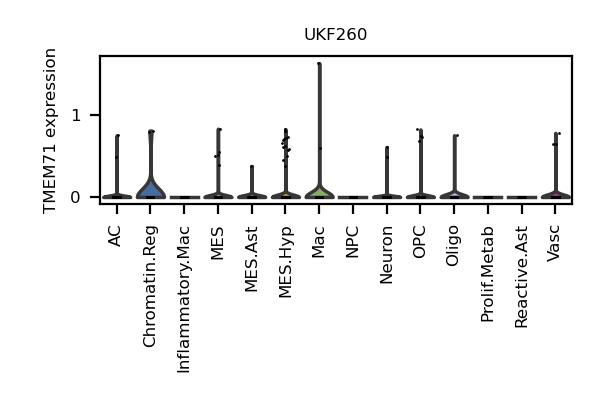 UKF260
TMEM71 expression
1
0
AC
Chromatin.Reg
Inflammatory.Mac
MES
MES.Ast
MES.Hyp
Mac
NPC
Neuron
OPC
Oligo
Prolif.Metab
Reactive.Ast
Vasc